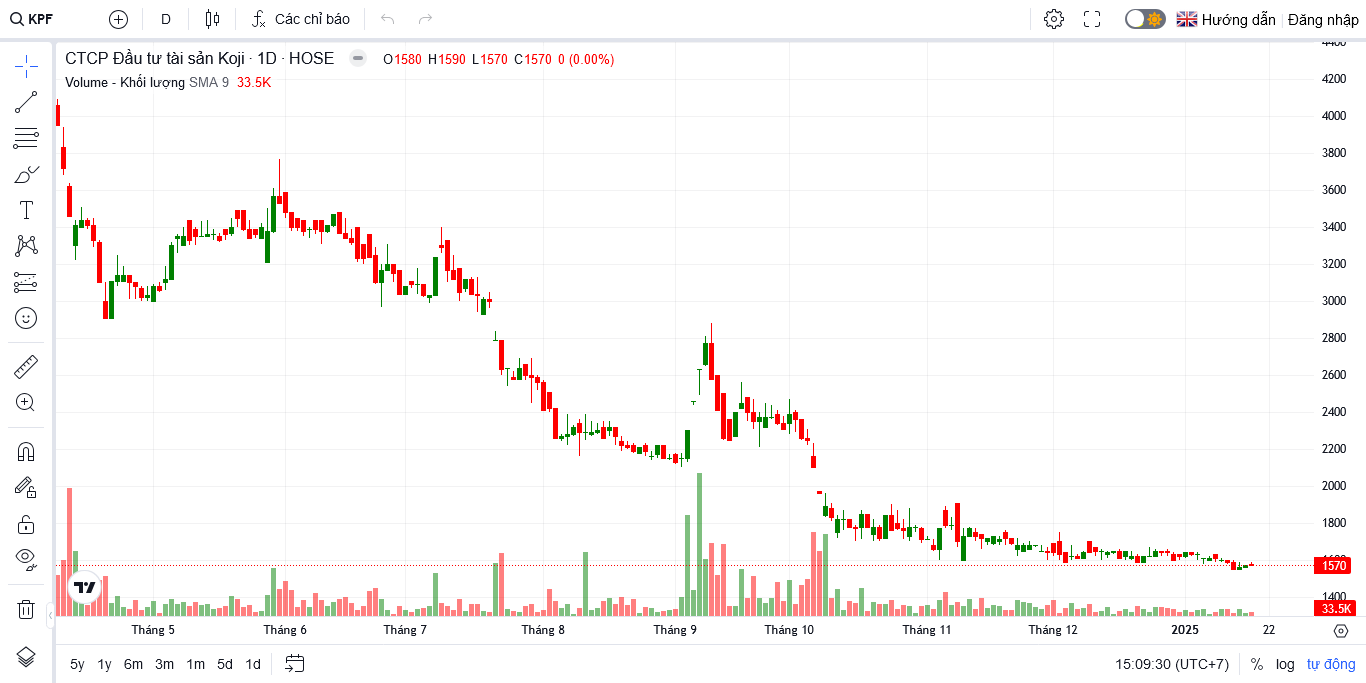 KPF D Các chỉ báo Hướng dẫn Đăng nhập
CTCP Đầu tư tài sản Koji · 1D · HOSE O1580 H1590 L1570 C1570 0 (0.00%)
Volume - Khối lượng SMA 9 33.5K
4400
4200
4000
3800
3600
3400
3200
3000
2800
2600
2400
2200
2000
1800
1600
1570
1400
33.5K
Tháng 5 Tháng 6 Tháng 7 Tháng 8 Tháng 9 Tháng 10 Tháng 11 Tháng 12 2025 22
5y 1y 6m 3m 1m 5d 1d 15:09:30 (UTC+7) % log tự động